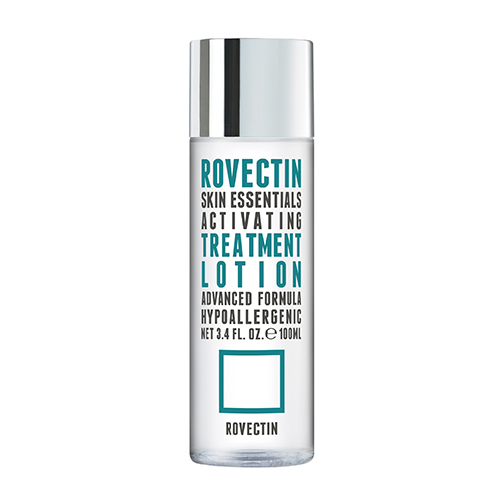 ROVECTIN
SKIN ESSENTIALS
ACTIVATING
TREATMENT
LOTION
ADVANCED FORMULA
HYPOALLERGENIC
NET 3.4 FL. OZ. ℮ 100ML
ROVECTIN